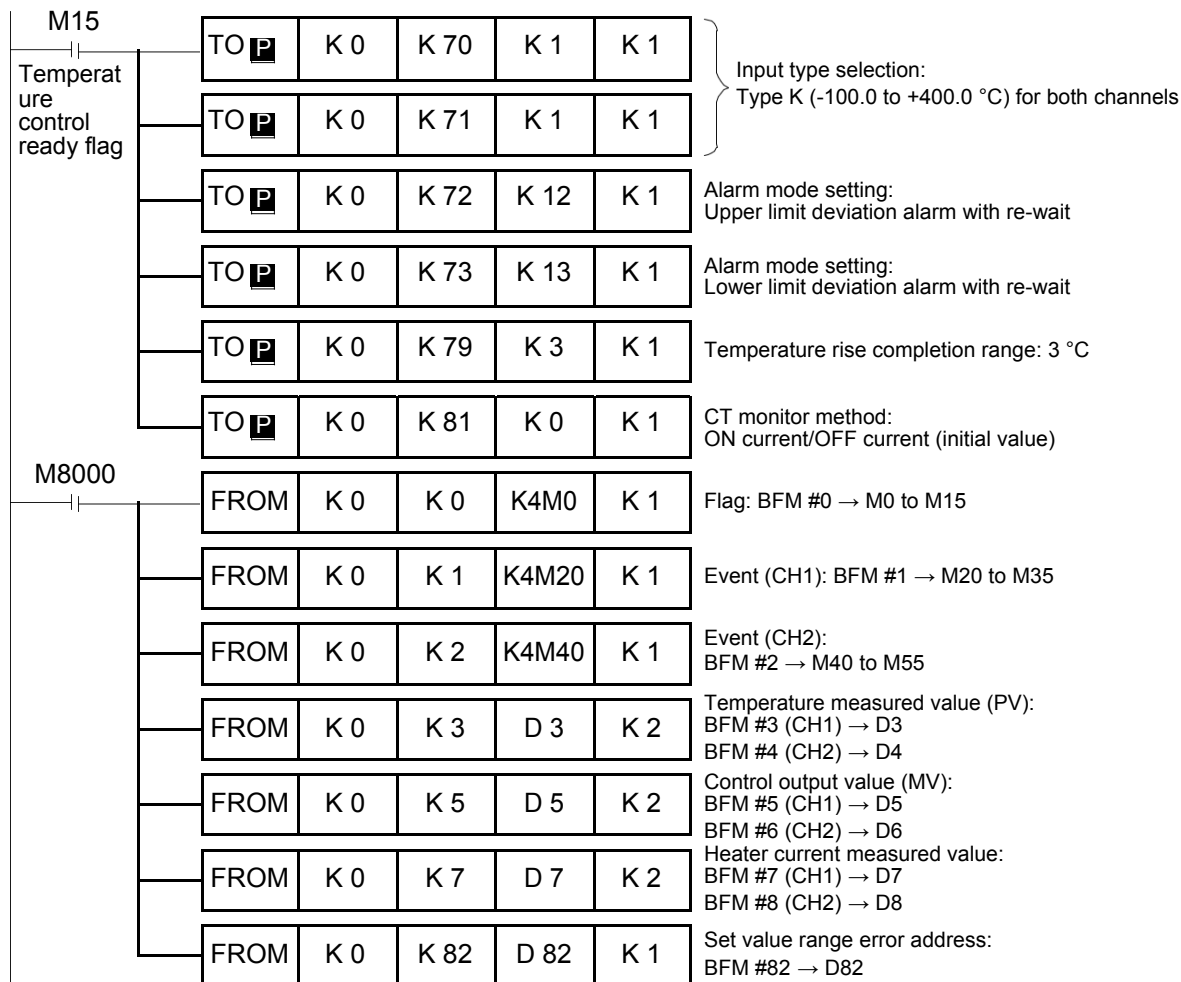 M15
Temperat
ure
control
ready flag
TO P K 0 K 70 K 1 K 1
TO P K 0 K 71 K 1 K 1
Input type selection:
Type K (-100.0 to +400.0 °C) for both channels
TO P K 0 K 72 K 12 K 1
Alarm mode setting:
Upper limit deviation alarm with re-wait
TO P K 0 K 73 K 13 K 1
Alarm mode setting:
Lower limit deviation alarm with re-wait
TO P K 0 K 79 K 3 K 1
Temperature rise completion range: 3 °C
TO P K 0 K 81 K 0 K 1
CT monitor method:
ON current/OFF current (initial value)
M8000
FROM K 0 K 0 K4M0 K 1
Flag: BFM #0 → M0 to M15
FROM K 0 K 1 K4M20 K 1
Event (CH1): BFM #1 → M20 to M35
FROM K 0 K 2 K4M40 K 1
Event (CH2):
BFM #2 → M40 to M55
FROM K 0 K 3 D 3 K 2
Temperature measured value (PV):
BFM #3 (CH1) → D3
BFM #4 (CH2) → D4
FROM K 0 K 5 D 5 K 2
Control output value (MV):
BFM #5 (CH1) → D5
BFM #6 (CH2) → D6
FROM K 0 K 7 D 7 K 2
Heater current measured value:
BFM #7 (CH1) → D7
BFM #8 (CH2) → D8
FROM K 0 K 82 D 82 K 1
Set value range error address:
BFM #82 → D82